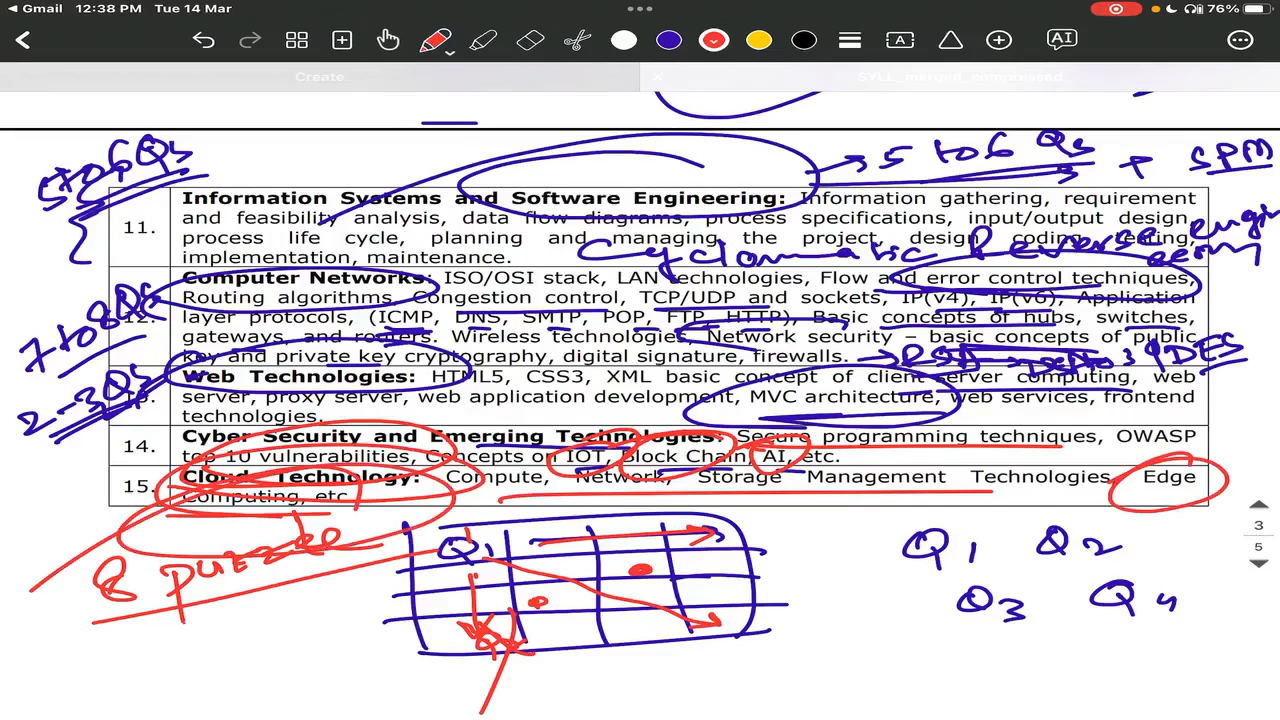 Gmail 12:38 PM Tue 14 Mar 76%
A AI
Create SYLL_merged_compressed
5 to 6 Qs 5 to 6 Qs + SPM
11. Information Systems and Software Engineering: Information gathering, requirement
and feasibility analysis, data flow diagrams, process specifications, input/output design,
process life cycle, planning and managing the project, design, coding, testing,
implementation, maintenance.
Cyclomatic Reverse engineering
7 to 8 Qs
12. Computer Networks: ISO/OSI stack, LAN technologies, Flow and error control techniques,
Routing algorithms, Congestion control, TCP/UDP and sockets, IP(v4), IP(v6), Application
layer protocols, (ICMP, DNS, SMTP, POP, FTP, HTTP), Basic concepts of hubs, switches,
gateways, and routers. Wireless technologies, Network security – basic concepts of public
key and private key cryptography, digital signature, firewalls.
RSA DES
2-3Qs
13. Web Technologies: HTML5, CSS3, XML basic concept of client server computing, web
server, proxy server, web application development, MVC architecture, web services, frontend
technologies.
14. Cyber Security and Emerging Technologies: Secure programming techniques, OWASP
top 10 vulnerabilities, Concepts on IOT, Block Chain, AI, etc.
15. Cloud Technology: Compute, Network, Storage Management Technologies, Edge
Computing, etc
3
5
8 puzzle
Q1
Q1 Q2
Q3 Q4